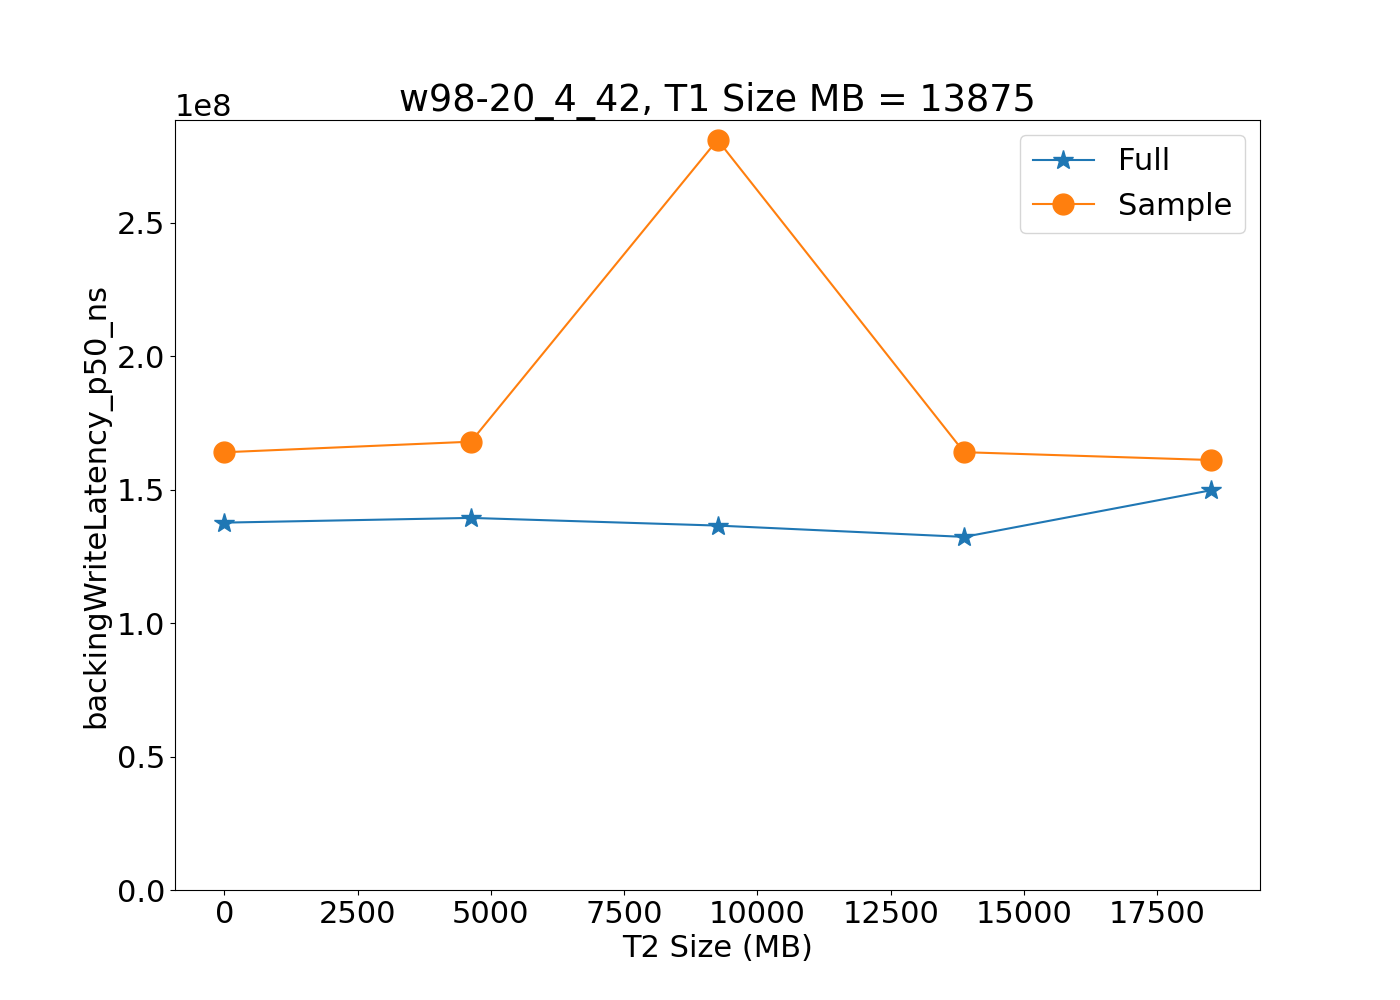 w98-20_4_42, T1 Size MB = 13875
1e8
Full
Sample
2.5
2.0
1.5
1.0
0.5
0.0
backingWriteLatency_p50_ns
0 2500 5000 7500 10000 12500 15000 17500
T2 Size (MB)